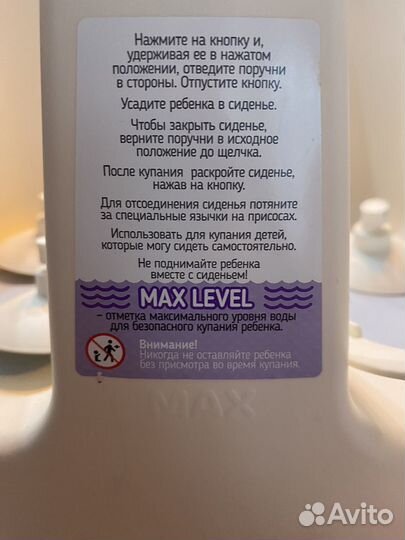 Нажмите на кнопку и,
удерживая ее в нажатом
положении, отведите поручни
в стороны. Отпустите кнопку.
Усадите ребенка в сиденье.
Чтобы закрыть сиденье,
верните поручни в исходное
положение до щелчка.
После купания раскройте сиденье,
нажав на кнопку.
Для отсоединения сиденья потяните
за специальные язычки на присосах.
Использовать для купания детей,
которые могу сидеть самостоятельно.
Не поднимайте ребенка
вместе с сиденьем!
MAX LEVEL
– отметка максимального уровня воды
для безопасного купания ребенка.
Внимание!
Никогда не оставляйте ребенка
без присмотра во время купания.
MAX
Avito